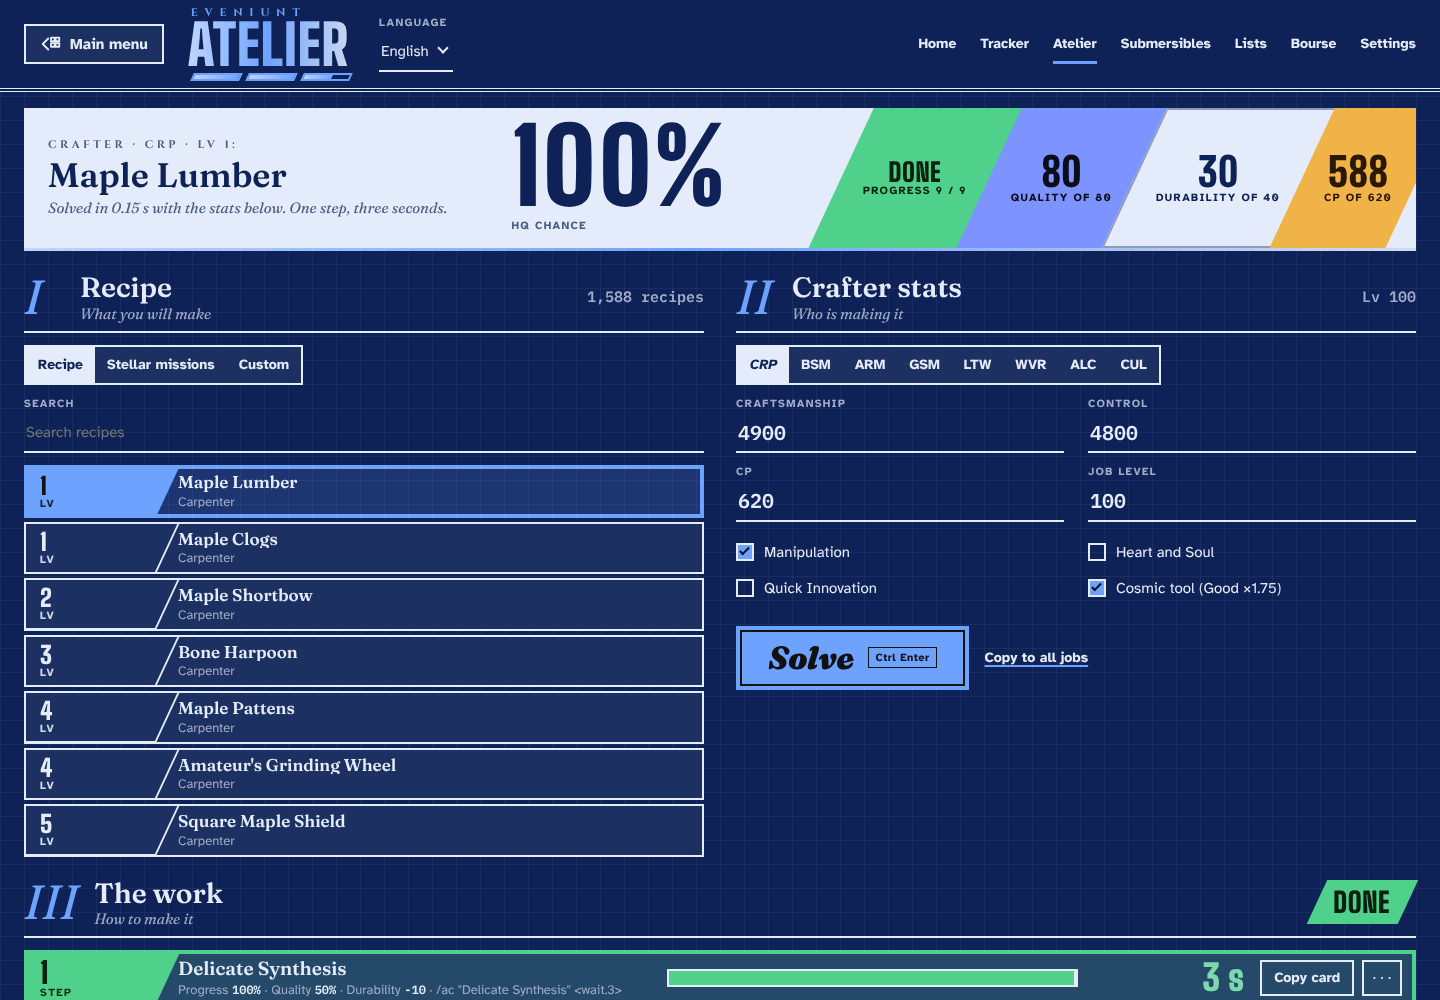 Main menu
EVENIUNT
ATELIER
LANGUAGE
English
Home Tracker Atelier Submersibles Lists Bourse Settings
CRAFTER · CRP · LV 1:
Maple Lumber
Solved in 0.15 s with the stats below. One step, three seconds.
100%
HQ CHANCE
DONE
PROGRESS 9 / 9
80
QUALITY OF 80
30
DURABILITY OF 40
588
CP OF 620
I Recipe
What you will make
1,588 recipes
Recipe Stellar missions Custom
SEARCH
Search recipes
1 LV Maple Lumber
Carpenter
1 LV Maple Clogs
Carpenter
2 LV Maple Shortbow
Carpenter
3 LV Bone Harpoon
Carpenter
4 LV Maple Pattens
Carpenter
4 LV Amateur's Grinding Wheel
Carpenter
5 LV Square Maple Shield
Carpenter
II Crafter stats
Who is making it
Lv 100
CRP BSM ARM GSM LTW WVR ALC CUL
CRAFTSMANSHIP
4900
CONTROL
4800
CP
620
JOB LEVEL
100
Manipulation
Heart and Soul
Quick Innovation
Cosmic tool (Good ×1.75)
Solve Ctrl Enter
Copy to all jobs
III The work
How to make it
DONE
1
STEP
Delicate Synthesis
Progress 100% · Quality 50% · Durability -10 · /ac "Delicate Synthesis" <wait.3>
3 s
Copy card
...